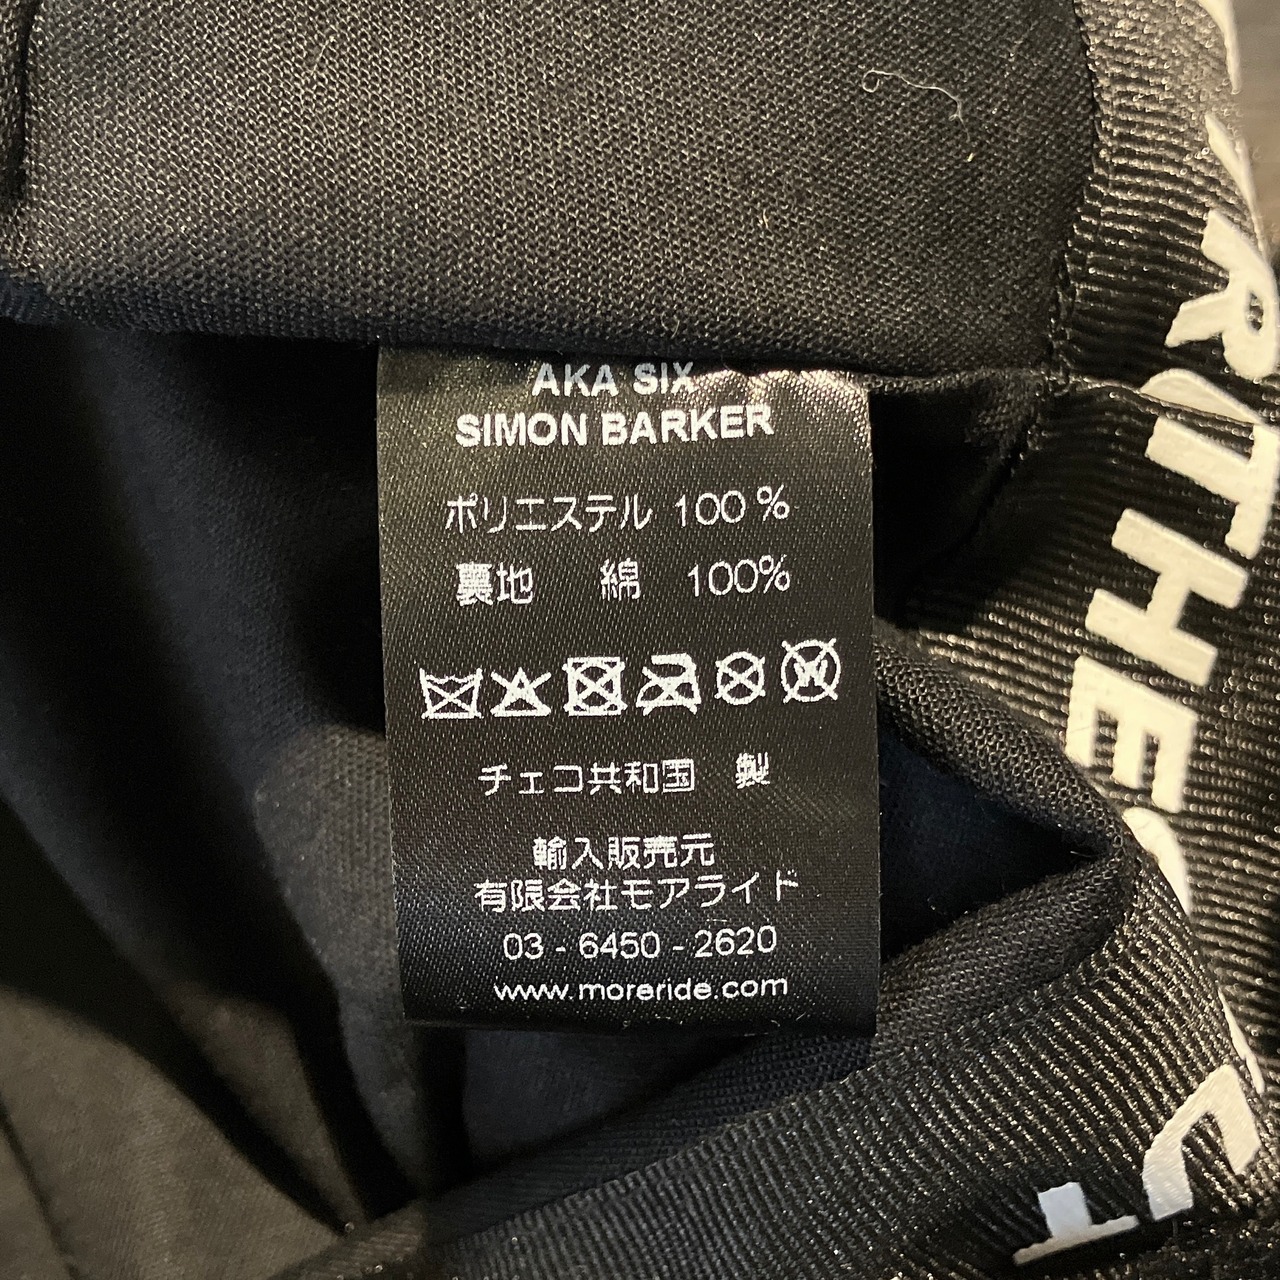 AKA SIX
SIMON BARKER
ポリエステル 100 %
裏地 綿 100%
W
チェコ共和国 製
輸入販売元
有限会社モアライド
03 - 6450 - 2620
www.moreride.com